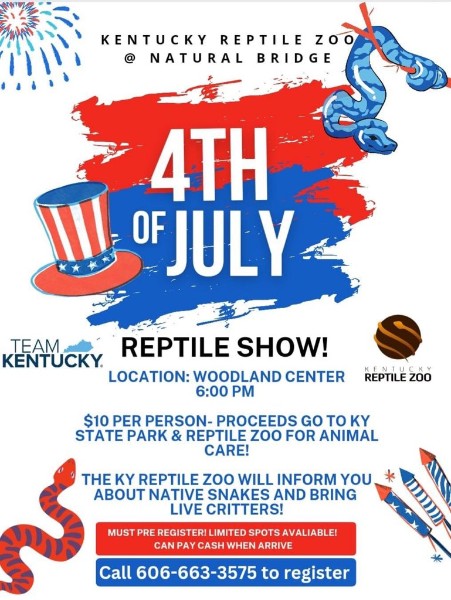 KENTUCKY REPTILE ZOO
@ NATURAL BRIDGE
4TH
OF JULY
TEAM
KENTUCKY®
REPTILE SHOW!
KENTUCKY
REPTILE ZOO
LOCATION: WOODLAND CENTER
6:00 PM
$10 PER PERSON- PROCEEDS GO TO KY
STATE PARK & REPTILE ZOO FOR ANIMAL
CARE!
THE KY REPTILE ZOO WILL INFORM YOU
ABOUT NATIVE SNAKES AND BRING
LIVE CRITTERS!
MUST PRE REGISTER! LIMITED SPOTS AVALIABLE!
CAN PAY CASH WHEN ARRIVE
Call 606-663-3575 to register